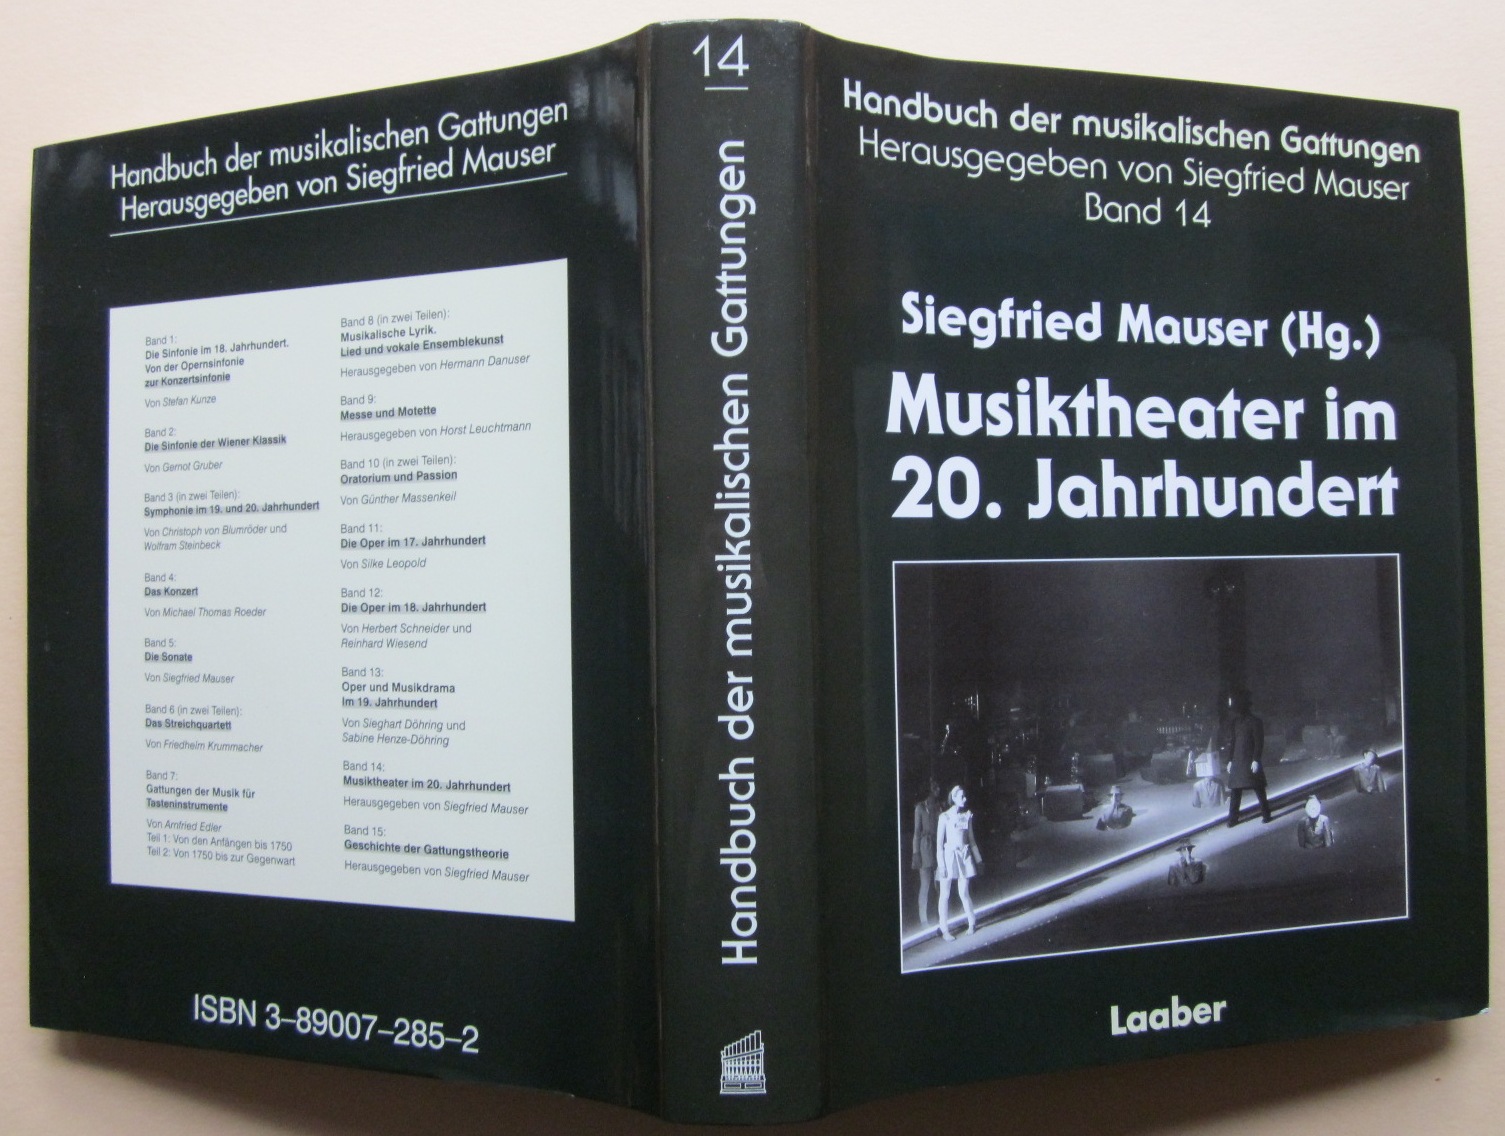 Handbuch der musikalischen Gattungen
Herausgegeben von Siegfried Mauser
Band 1:
Die Sinfonie im 18. Jahrhundert.
Von der Opernsinfonie
zur Konzertsinfonie
Von Stefan Kunze
Band 2:
Die Sinfonie der Wiener Klassik
Von Gernot Gruber
Band 3 (in zwei Teilen):
Symphonie im 19. und 20. Jahrhundert
Von Christoph von Blumröder und
Wolfram Steinbeck
Band 4:
Das Konzert
Von Michael Thomas Roeder
Band 5:
Die Sonate
Von Siegfried Mauser
Band 6 (in zwei Teilen):
Das Streichquartett
Von Friedhelm Krummacher
Band 7:
Gattungen der Musik für
Tasteninstrumente
Von Arnfried Edler
Teil 1: Von den Anfängen bis 1750
Teil 2: Von 1750 bis zur Gegenwart
Band 8 (in zwei Teilen):
Musikalische Lyrik.
Lied und vokale Ensemblekunst
Herausgegeben von Hermann Danuser
Band 9:
Messe und Motette
Herausgegeben von Horst Leuchtmann
Band 10 (in zwei Teilen):
Oratorium und Passion
Von Günther Massenkeil
Band 11:
Die Oper im 17. Jahrhundert
Von Silke Leopold
Band 12:
Die Oper im 18. Jahrhundert
Von Herbert Schneider und
Reinhard Wiesend
Band 13:
Oper und Musikdrama
Im 19. Jahrhundert
Von Sieghart Döhring und
Sabine Henze-Döhring
Band 14:
Musiktheater im 20. Jahrhundert
Herausgegeben von Siegfried Mauser
Band 15:
Geschichte der Gattungstheorie
Herausgegeben von Siegfried Mauser
ISBN 3–89007–285–2
14
Handbuch der musikalischen Gattungen
Handbuch der musikalischen Gattungen
Herausgegeben von Siegfried Mauser
Band 14
Siegfried Mauser (Hg.)
Musiktheater im
20. Jahrhundert
Laaber